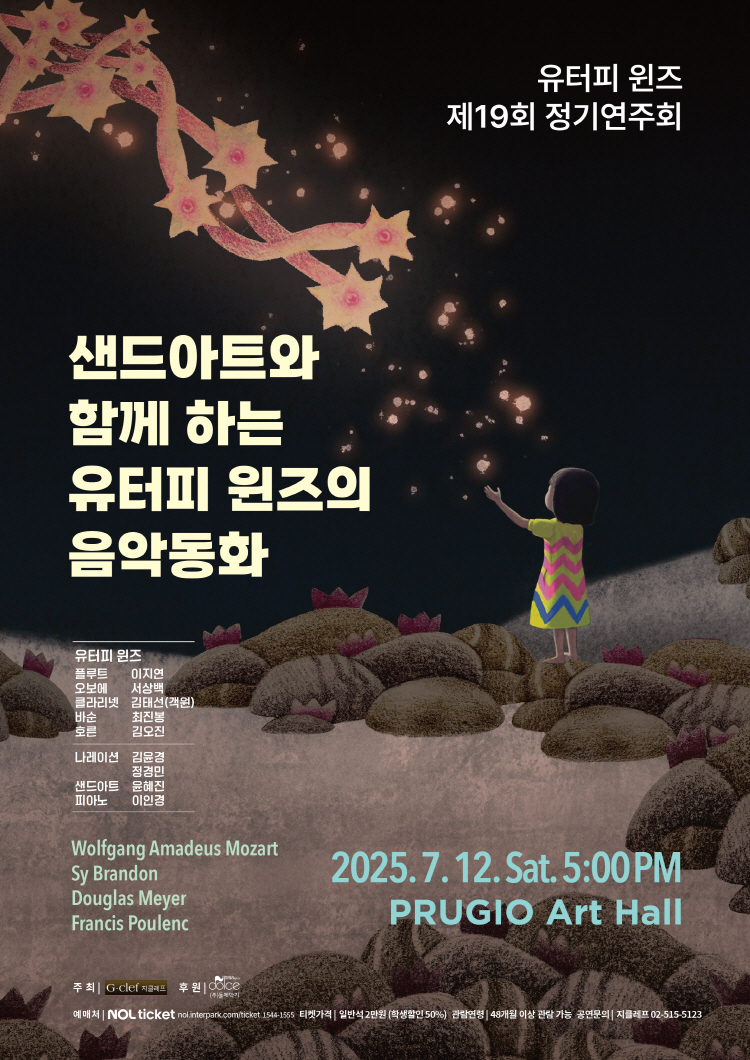 유터피 윈즈
제19회 정기연주회
샌드아트와
함께 하는
유터피 윈즈의
음악동화
유터피 윈즈
플루트 이지연
오보에 서상백
클라리넷 김태선(객원)
바순 최진봉
호른 김오진
나레이션 김윤경
정경민
샌드아트 윤혜진
피아노 이인경
Wolfgang Amadeus Mozart
Sy Brandon
Douglas Meyer
Francis Poulenc
2025. 7. 12. Sat. 5:00PM
PRUGIO Art Hall
주최| G-clef 지클레프 후원| dolce
예매처| NOL ticket nol.interpark.com/ticket 1544-1555 티켓가격| 일반석 2만원 (학생할인 50%) 관람연령| 48개월 이상 관람 가능 공연문의| 지클레프 02-515-5123